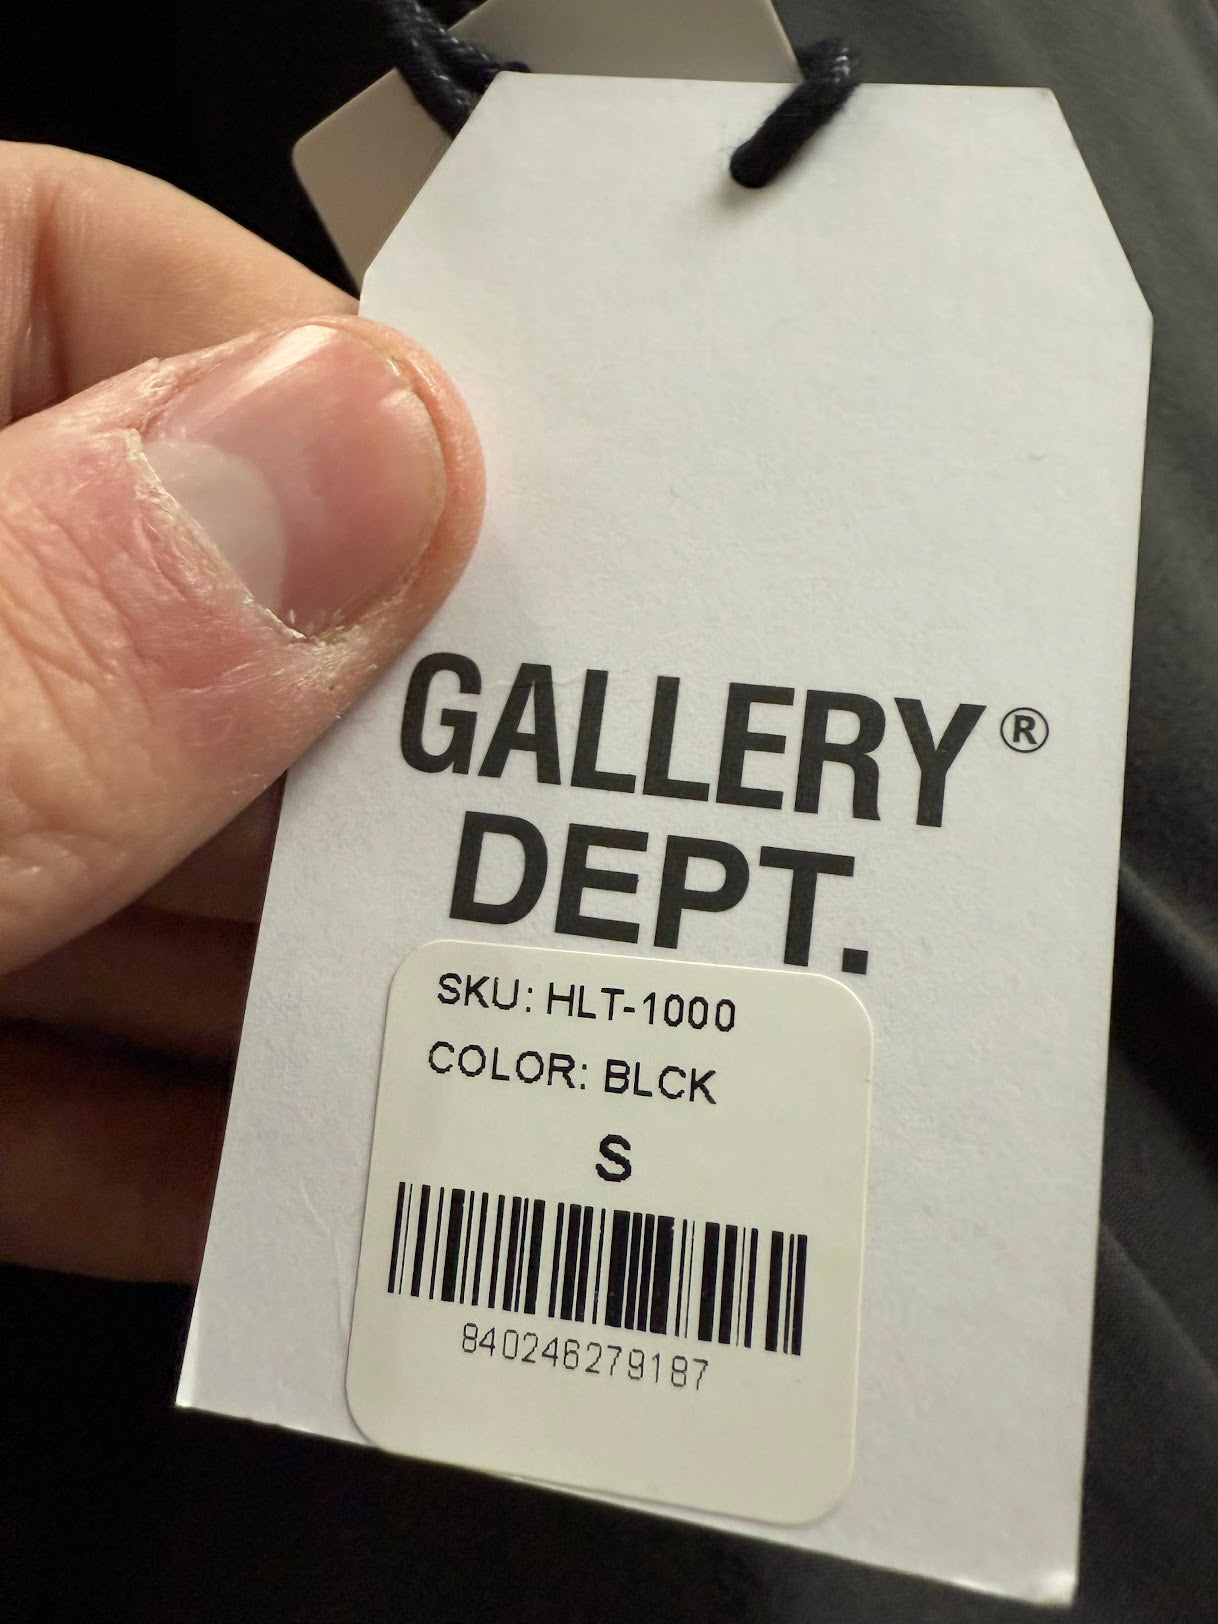 GALLERY®
DEPT.
SKU: HLT-1000
COLOR: BLCK
S
840246279187